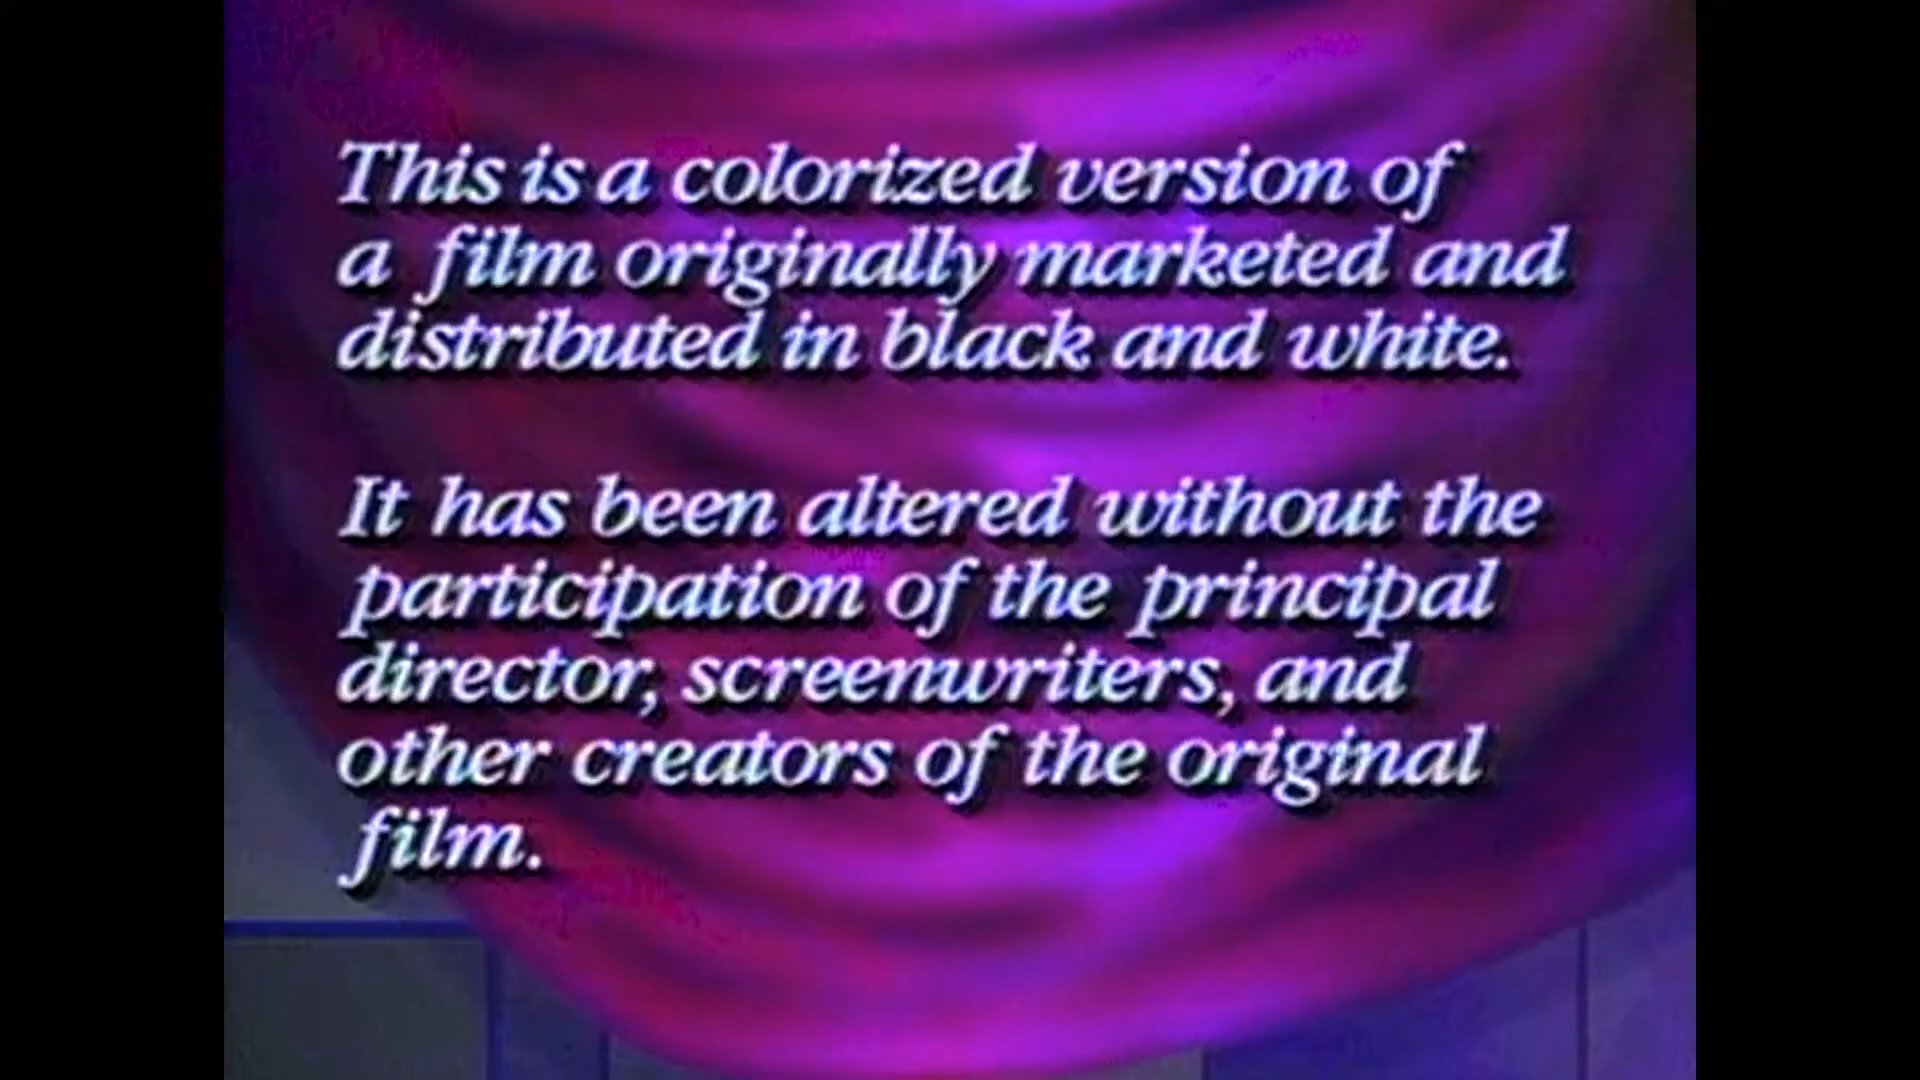 This is a colorized version of
a film originally marketed and
distributed in black and white.
It has been altered without the
participation of the principal
director, screenwriters, and
other creators of the original
film.